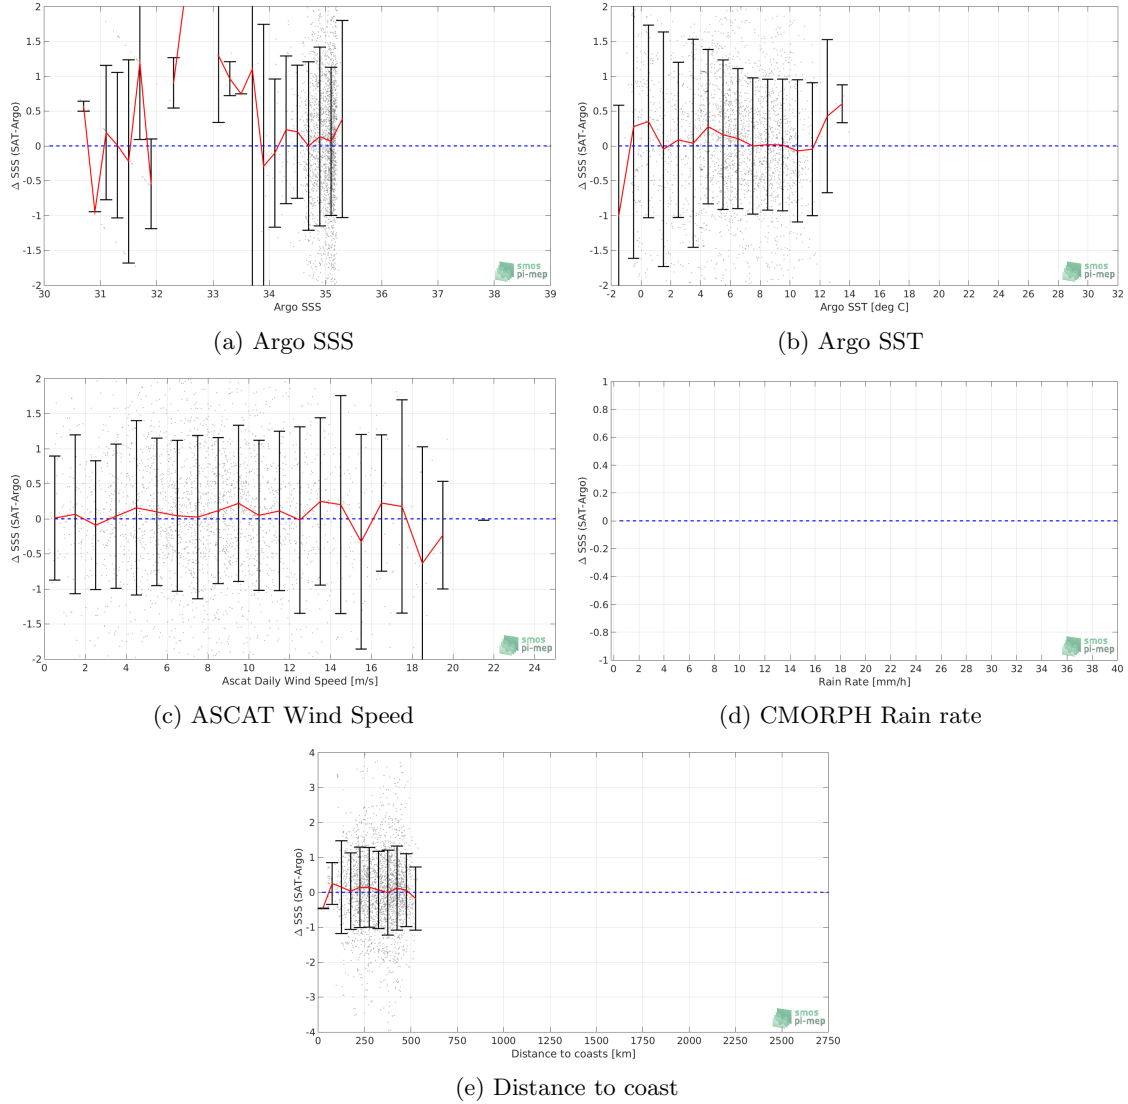 2
1.5
1
0.5
0
-0.5
-1
-1.5
-2
Δ SSS (SAT-Argo)
30 31 32 33 34 35 36 37 38 39
Argo SSS
smos
pi-mep
(a) Argo SSS
2
1.5
1
0.5
0
-0.5
-1
-1.5
-2
Δ SSS (SAT-Argo)
-2 0 2 4 6 8 10 12 14 16 18 20 22 24 26 28 30 32
Argo SST [deg C]
smos
pi-mep
(b) Argo SST
2
1.5
1
0.5
0
-0.5
-1
-1.5
-2
Δ SSS (SAT-Argo)
0 2 4 6 8 10 12 14 16 18 20 22 24
Ascat Daily Wind Speed [m/s]
smos
pi-mep
(c) ASCAT Wind Speed
1
0.8
0.6
0.4
0.2
0
-0.2
-0.4
-0.6
-0.8
-1
Δ SSS (SAT-Argo)
0 2 4 6 8 10 12 14 16 18 20 22 24 26 28 30 32 34 36 38 40
Rain Rate [mm/h]
smos
pi-mep
(d) CMORPH Rain rate
4
3
2
1
0
-1
-2
-3
-4
Δ SSS (SAT-Argo)
0 250 500 750 1000 1250 1500 1750 2000 2250 2500 2750
Distance to coasts [km]
smos
pi-mep
(e) Distance to coast